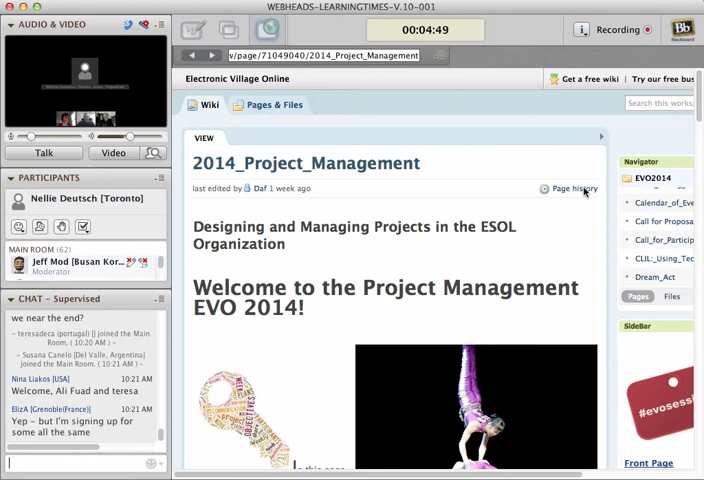 WEBHEADS-LEARNINGTIMES-V.10-001
AUDIO & VIDEO
Talk
Video
PARTICIPANTS
Nellie Deutsch [Toronto]
MAIN ROOM (62)
Jeff Mod [Busan Kor...
Moderator
CHAT - Supervised
we near the end?
- teresadeca (portugal) [] joined the Main
Room. ( 10:20 AM ) -
- Susana Canelo [Del Valle, Argentina]
joined the Main Room. ( 10:21 AM ) -
Nina Liakos [USA] 10:21 AM
Welcome, Ali Fuad and teresa
ElizA [Grenoble(France)] 10:21 AM
Yep - but I'm signing up for
some all the same
00:04:49
Recording
Bb
v/page/71049040/2014_Project_Management
Electronic Village Online
Get a free wiki | Try our free bus
Wiki
Pages & Files
Search this works
VIEW
2014_Project_Management
last edited by Daf 1 week ago
Page history
Designing and Managing Projects in the ESOL
Organization
Welcome to the Project Management
EVO 2014!
OBJECTIVES
In this page
Navigator
EVO2014
Calendar_of_Eve
Call for Proposa
Call_for_Particip
CLIL:_Using_Tec
Dream_Act
Pages
Files
SideBar
#evosessi
Front Page